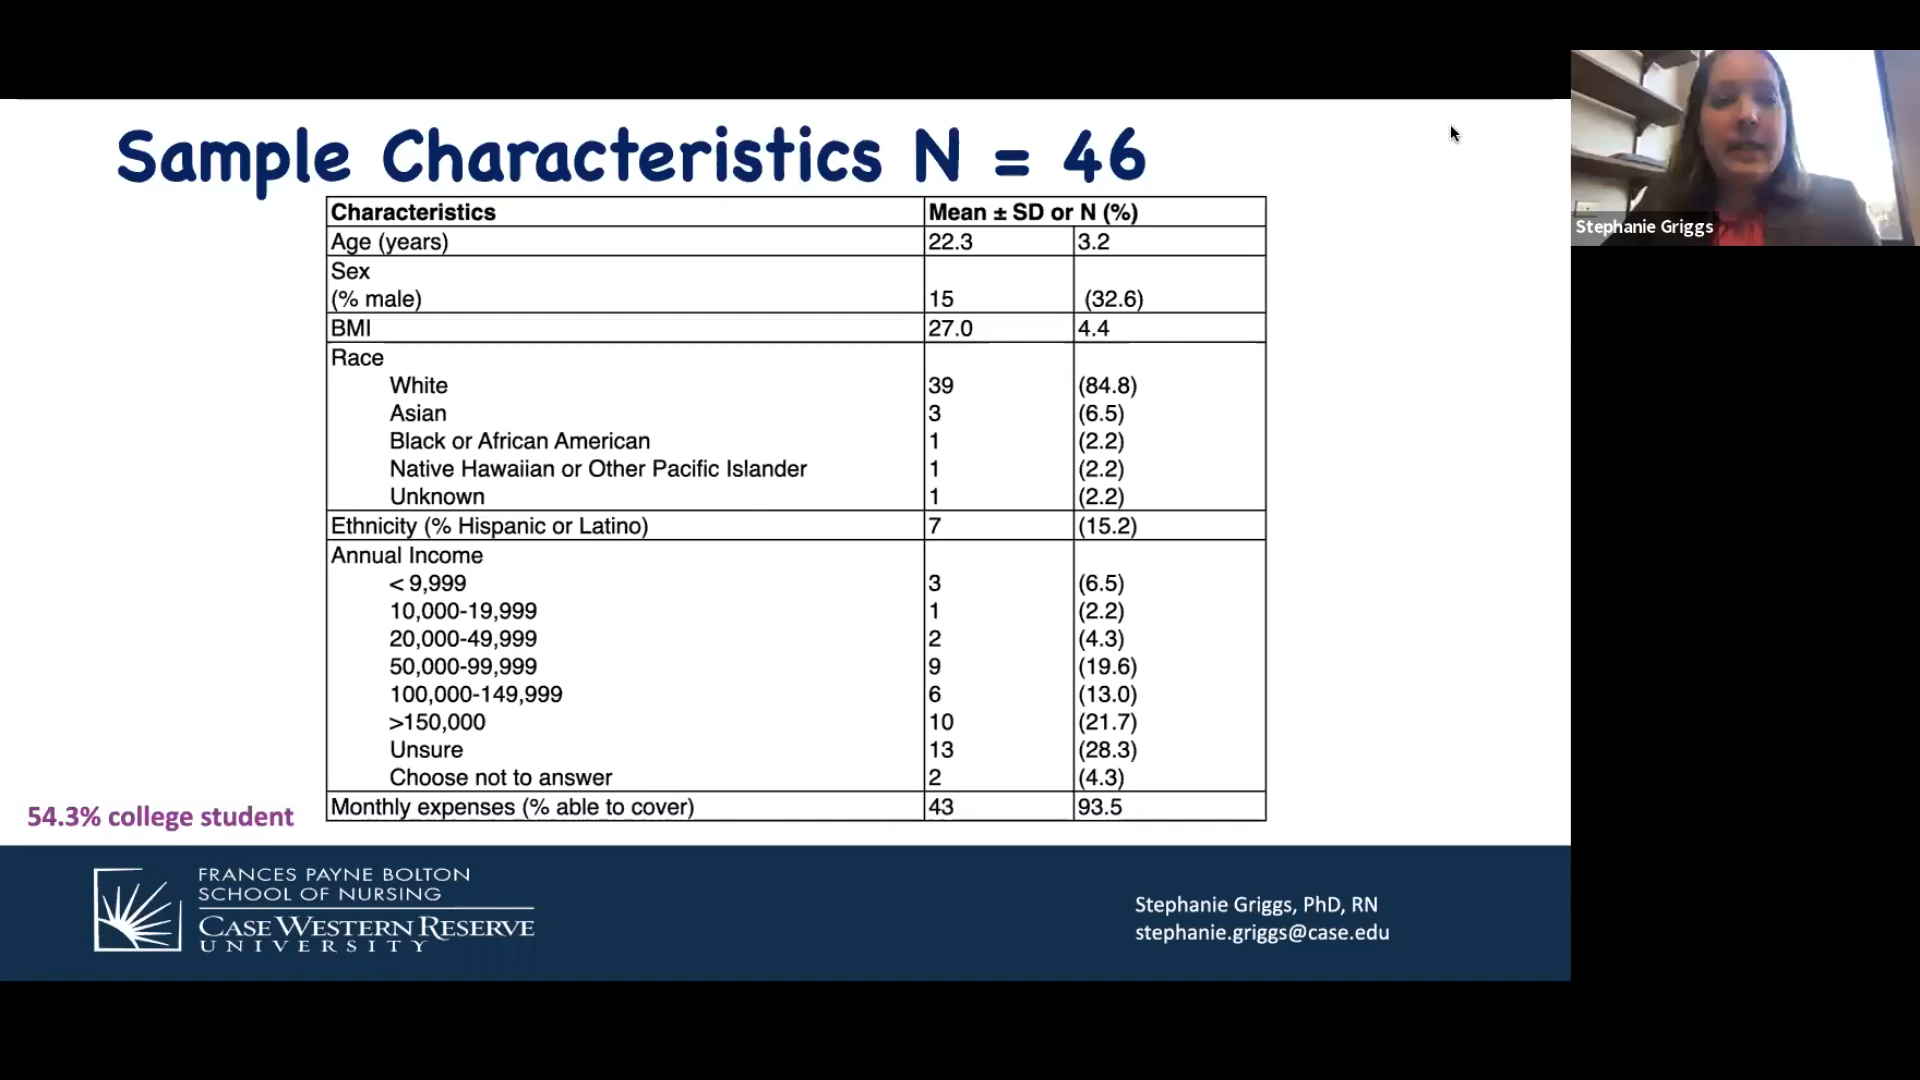 Sample Characteristics N = 46
Characteristics Mean ± SD or N (%)
Age (years) 22.3 3.2
Sex
(% male) 15 (32.6)
BMI 27.0 4.4
Race
White 39 (84.8)
Asian 3 (6.5)
Black or African American 1 (2.2)
Native Hawaiian or Other Pacific Islander 1 (2.2)
Unknown 1 (2.2)
Ethnicity (% Hispanic or Latino) 7 (15.2)
Annual Income
< 9,999 3 (6.5)
10,000-19,999 1 (2.2)
20,000-49,999 2 (4.3)
50,000-99,999 9 (19.6)
100,000-149,999 6 (13.0)
>150,000 10 (21.7)
Unsure 13 (28.3)
Choose not to answer 2 (4.3)
Monthly expenses (% able to cover) 43 93.5
54.3% college student
FRANCES PAYNE BOLTON
SCHOOL OF NURSING
CASE WESTERN RESERVE
UNIVERSITY
Stephanie Griggs, PhD, RN
stephanie.griggs@case.edu
Stephanie Griggs